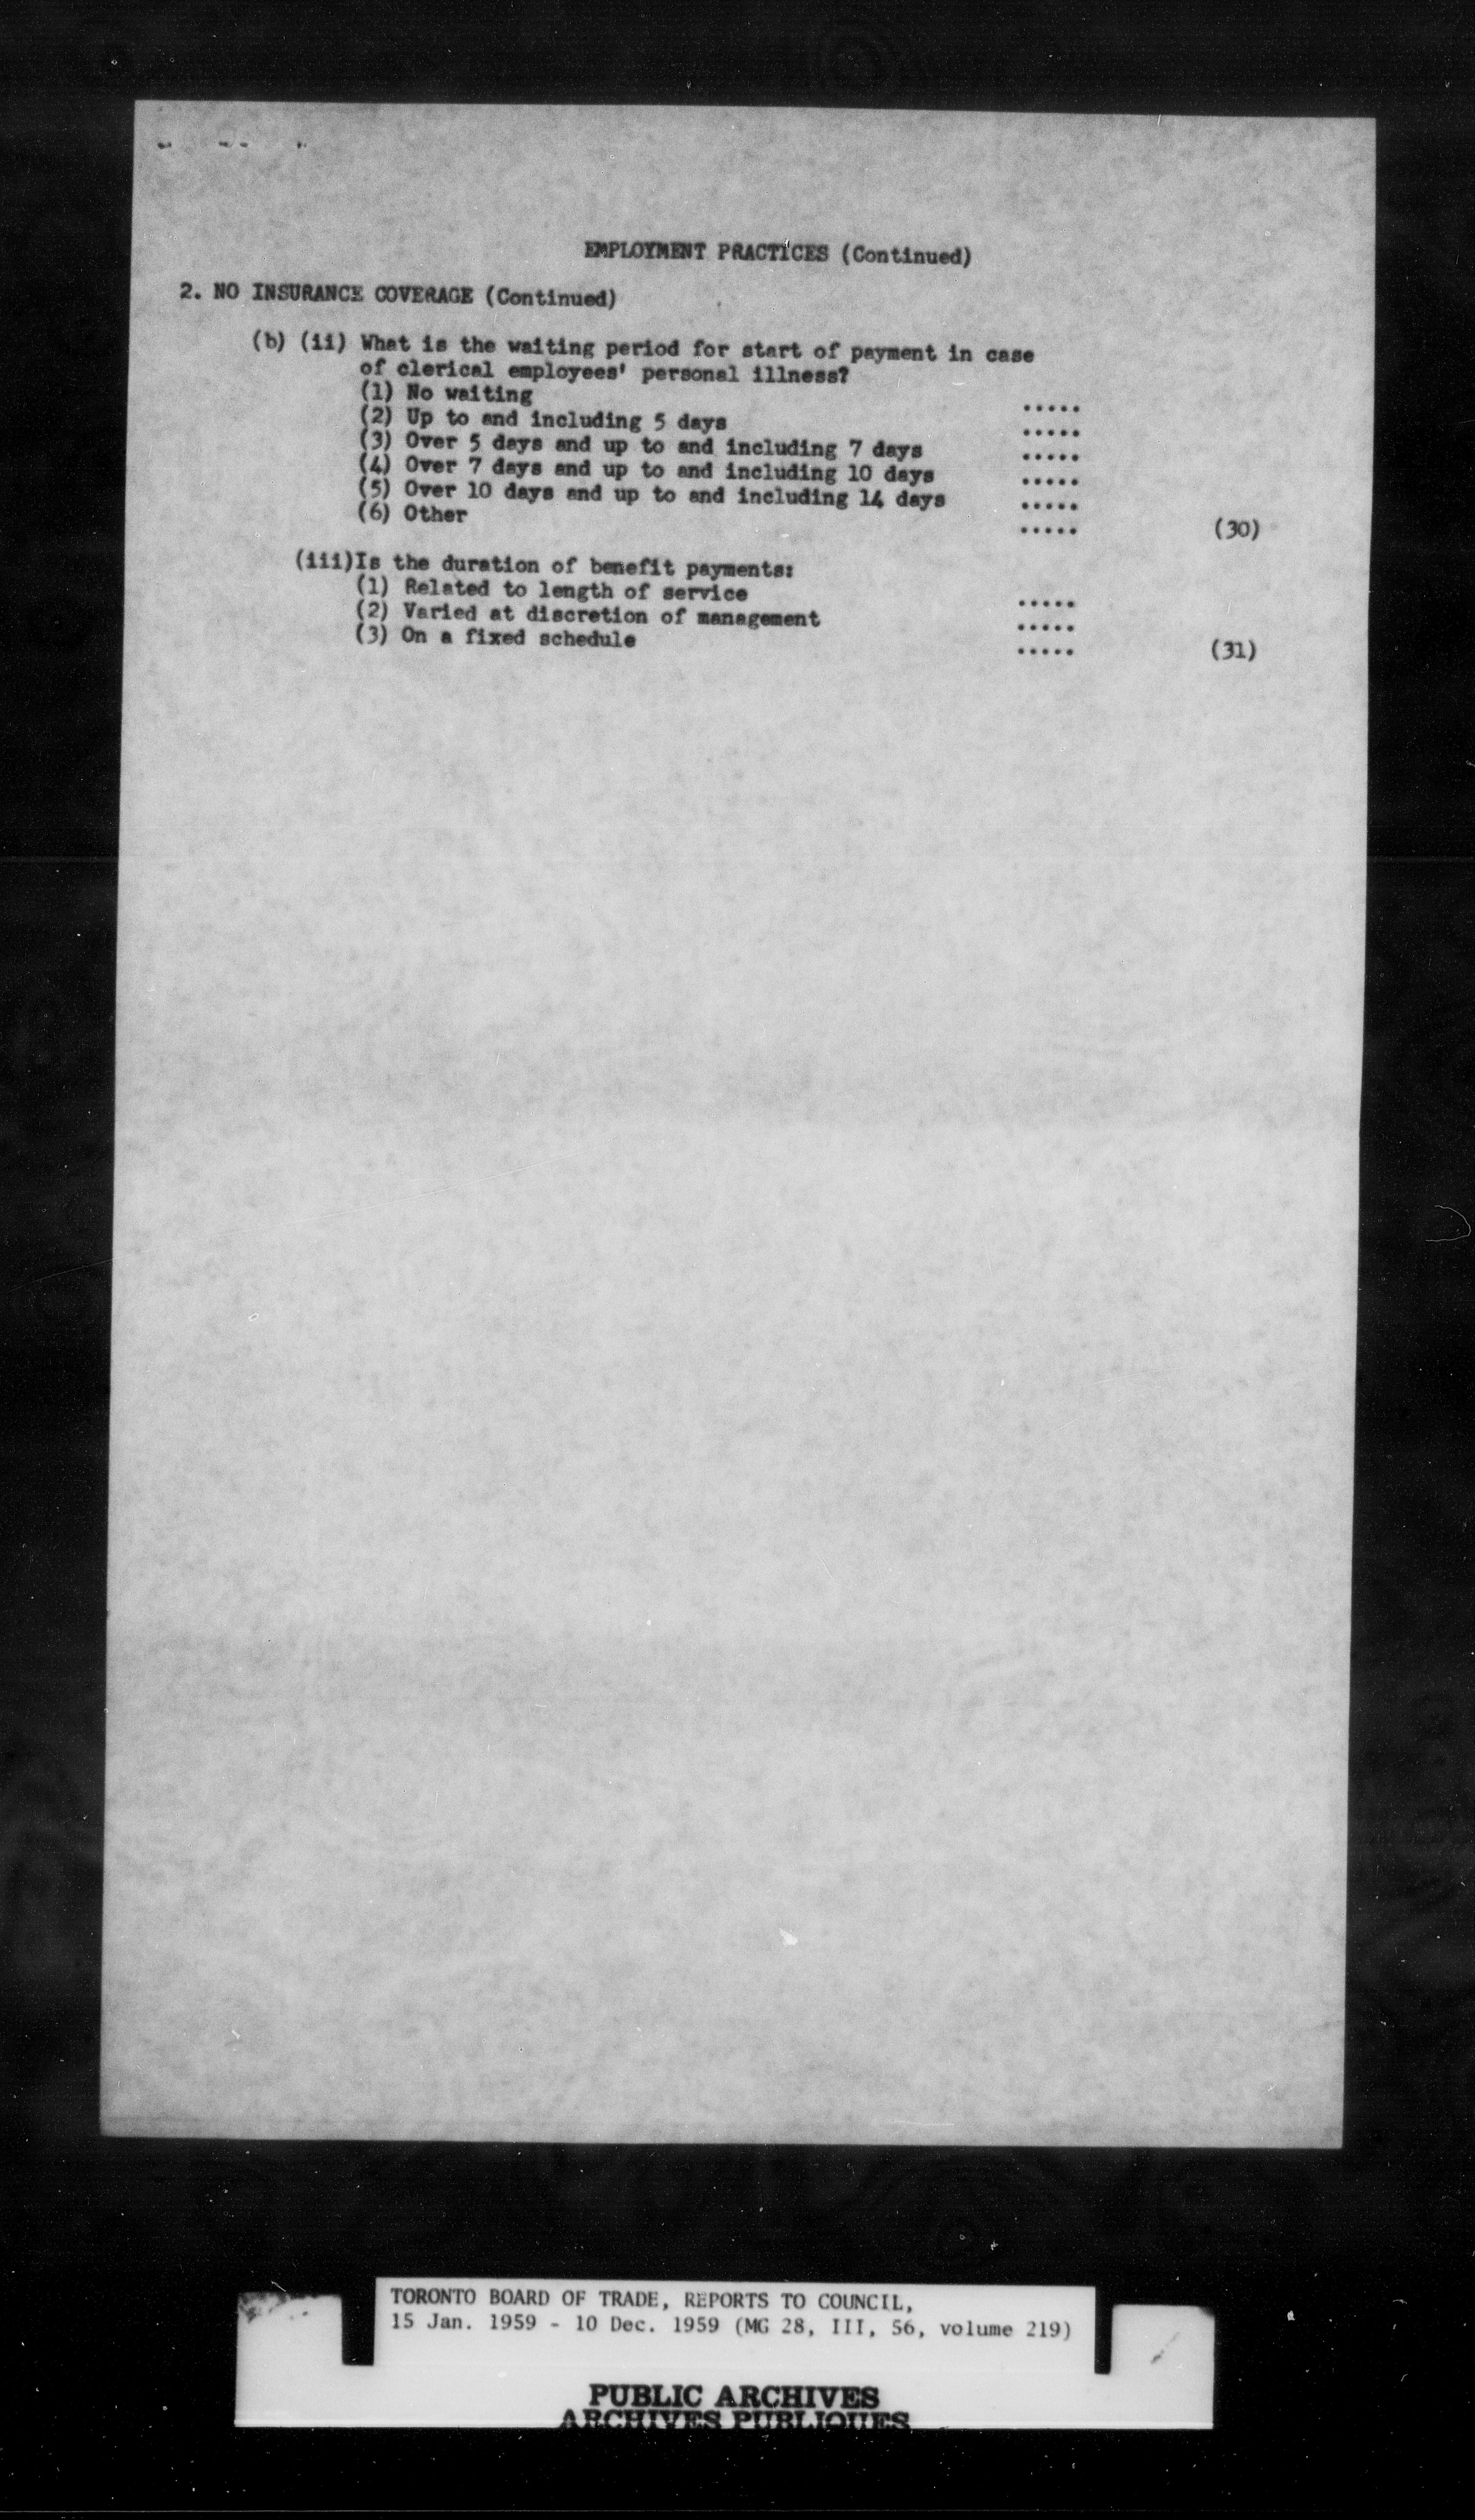 EMPLOYMENT PRACTICES (Continued)
2. NO INSURANCE COVERAGE (Continued)
(b) (ii) What is the waiting period for start of payment in case
of clerical employees' personal illness?
(1) No waiting .....
(2) Up to and including 5 days .....
(3) Over 5 days and up to and including 7 days .....
(4) Over 7 days and up to and including 10 days .....
(5) Over 10 days and up to and including 14 days .....
(6) Other ..... (30)
(iii)Is the duration of benefit payments:
(1) Related to length of service .....
(2) Varied at discretion of management .....
(3) On a fixed schedule ..... (31)
TORONTO BOARD OF TRADE, REPORTS TO COUNCIL,
15 Jan. 1959 - 10 Dec. 1959 (MG 28, III, 56, volume 219)
PUBLIC ARCHIVES
ARCHIVES PUBLIQUES